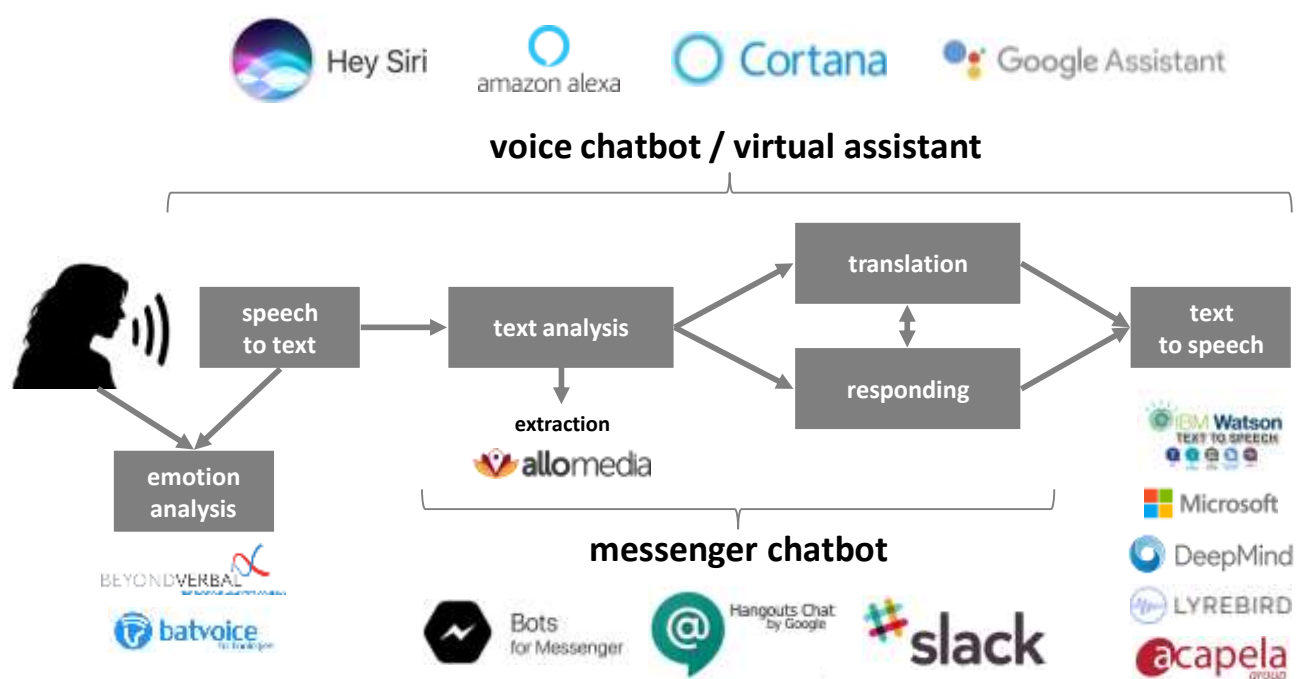 Hey Siri
amazon alexa
Cortana
Google Assistant
voice chatbot / virtual assistant
speech
to text
text analysis
translation
responding
text
to speech
extraction
allomedia
emotion
analysis
BEYONDVERBAL
batvoice
messenger chatbot
Bots
for Messenger
@
Hangouts Chat
by Google
slack
IBM Watson
TEXT TO SPEECH
Microsoft
DeepMind
LYREBIRD
acapela
group